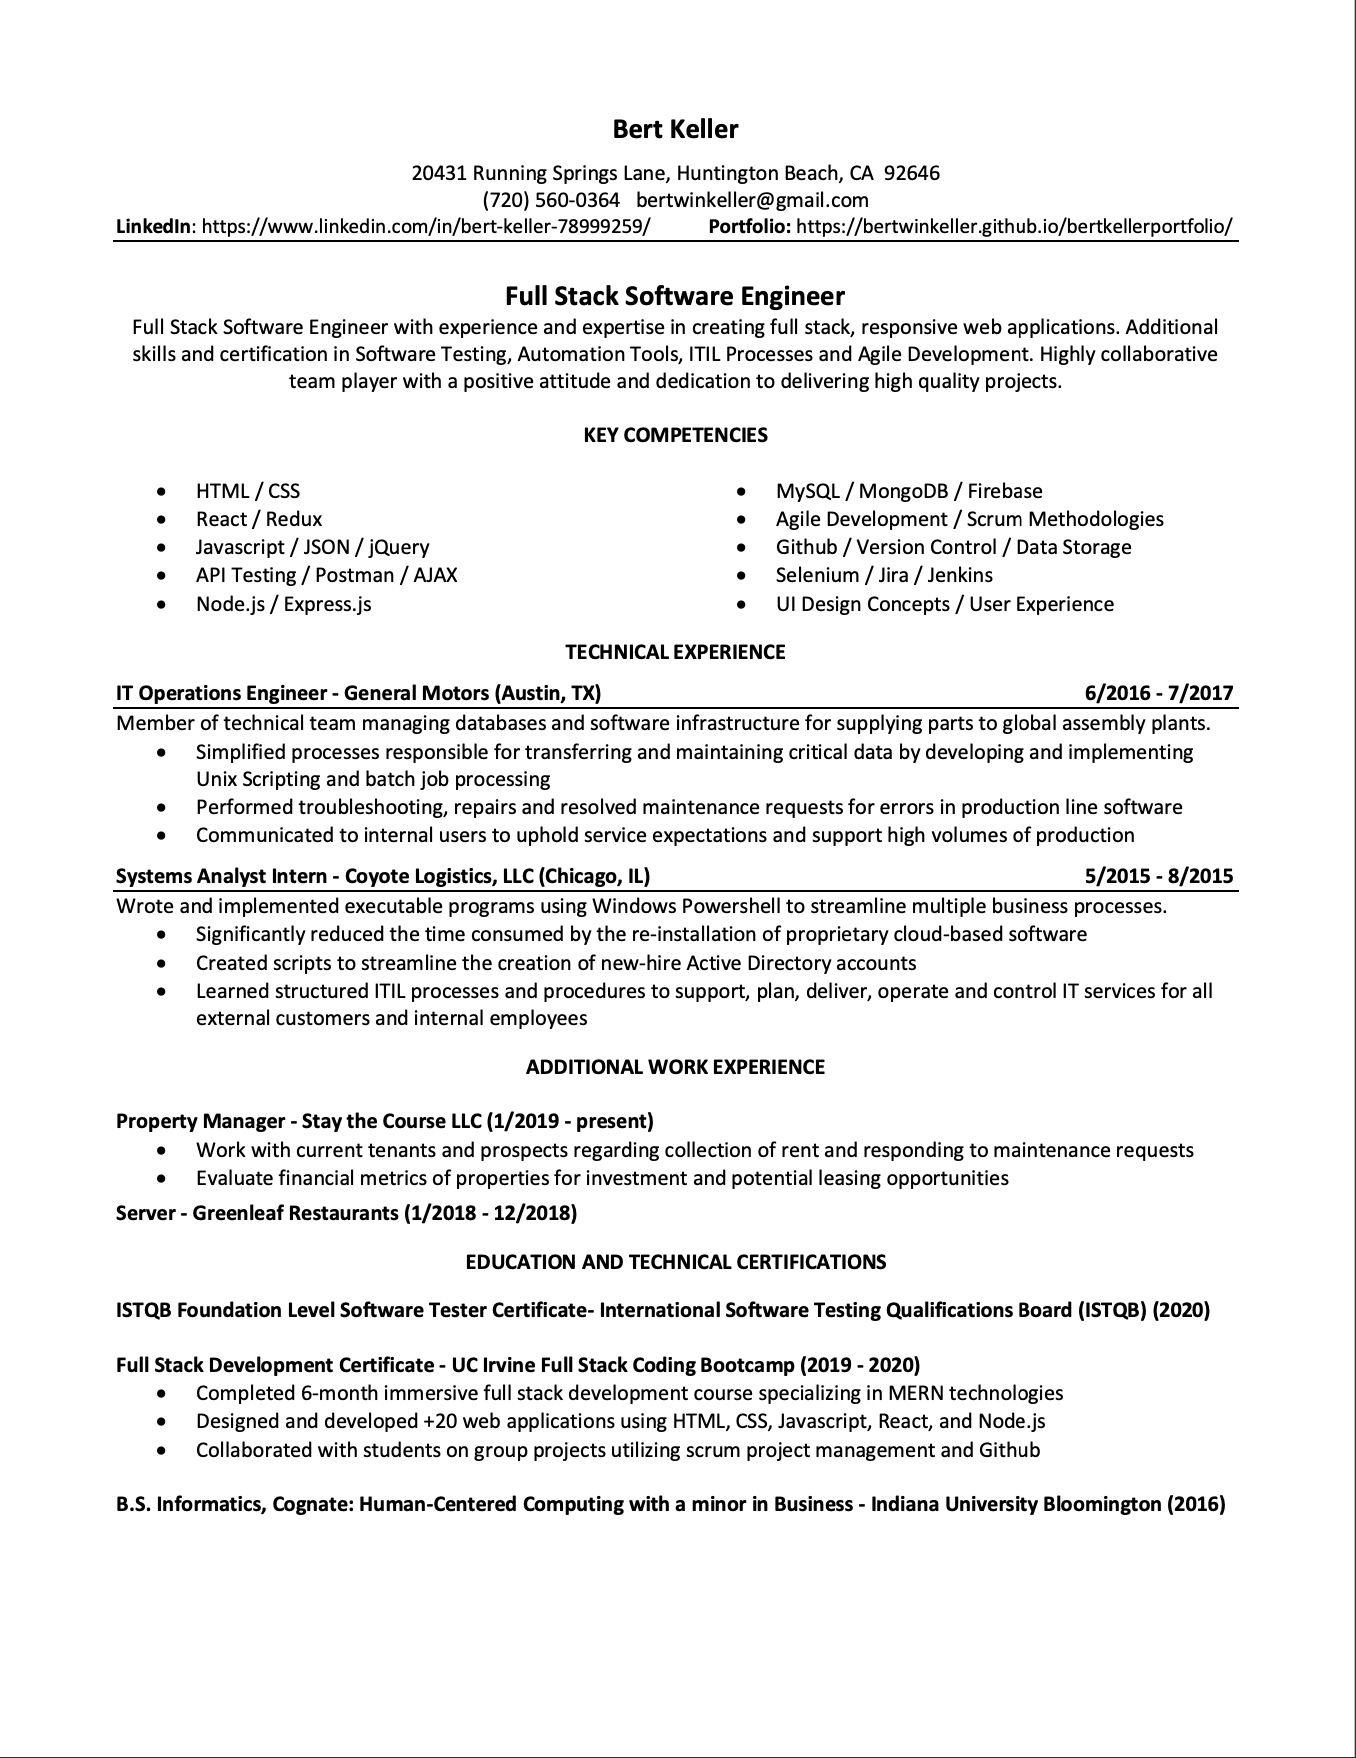 Bert Keller
20431 Running Springs Lane, Huntington Beach, CA  92646
(720) 560-0364   bertwinkeller@gmail.com
LinkedIn: https://www.linkedin.com/in/bert-keller-78999259/ Portfolio: https://bertwinkeller.github.io/bertkellerportfolio/
Full Stack Software Engineer
Full Stack Software Engineer with experience and expertise in creating full stack, responsive web applications. Additional
skills and certification in Software Testing, Automation Tools, ITIL Processes and Agile Development. Highly collaborative
team player with a positive attitude and dedication to delivering high quality projects.
KEY COMPETENCIES
• HTML / CSS
• React / Redux
• Javascript / JSON / jQuery
• API Testing / Postman / AJAX
• Node.js / Express.js
• MySQL / MongoDB / Firebase
• Agile Development / Scrum Methodologies
• Github / Version Control / Data Storage
• Selenium / Jira / Jenkins
• UI Design Concepts / User Experience
TECHNICAL EXPERIENCE
IT Operations Engineer - General Motors (Austin, TX) 6/2016 - 7/2017
Member of technical team managing databases and software infrastructure for supplying parts to global assembly plants.
• Simplified processes responsible for transferring and maintaining critical data by developing and implementing
Unix Scripting and batch job processing
• Performed troubleshooting, repairs and resolved maintenance requests for errors in production line software
• Communicated to internal users to uphold service expectations and support high volumes of production
Systems Analyst Intern - Coyote Logistics, LLC (Chicago, IL) 5/2015 - 8/2015
Wrote and implemented executable programs using Windows Powershell to streamline multiple business processes.
• Significantly reduced the time consumed by the re-installation of proprietary cloud-based software
• Created scripts to streamline the creation of new-hire Active Directory accounts
• Learned structured ITIL processes and procedures to support, plan, deliver, operate and control IT services for all
external customers and internal employees
ADDITIONAL WORK EXPERIENCE
Property Manager - Stay the Course LLC (1/2019 - present)
• Work with current tenants and prospects regarding collection of rent and responding to maintenance requests
• Evaluate financial metrics of properties for investment and potential leasing opportunities
Server - Greenleaf Restaurants (1/2018 - 12/2018)
EDUCATION AND TECHNICAL CERTIFICATIONS
ISTQB Foundation Level Software Tester Certificate- International Software Testing Qualifications Board (ISTQB) (2020)
Full Stack Development Certificate - UC Irvine Full Stack Coding Bootcamp (2019 - 2020)
• Completed 6-month immersive full stack development course specializing in MERN technologies
• Designed and developed +20 web applications using HTML, CSS, Javascript, React, and Node.js
• Collaborated with students on group projects utilizing scrum project management and Github
B.S. Informatics, Cognate: Human-Centered Computing with a minor in Business - Indiana University Bloomington (2016)